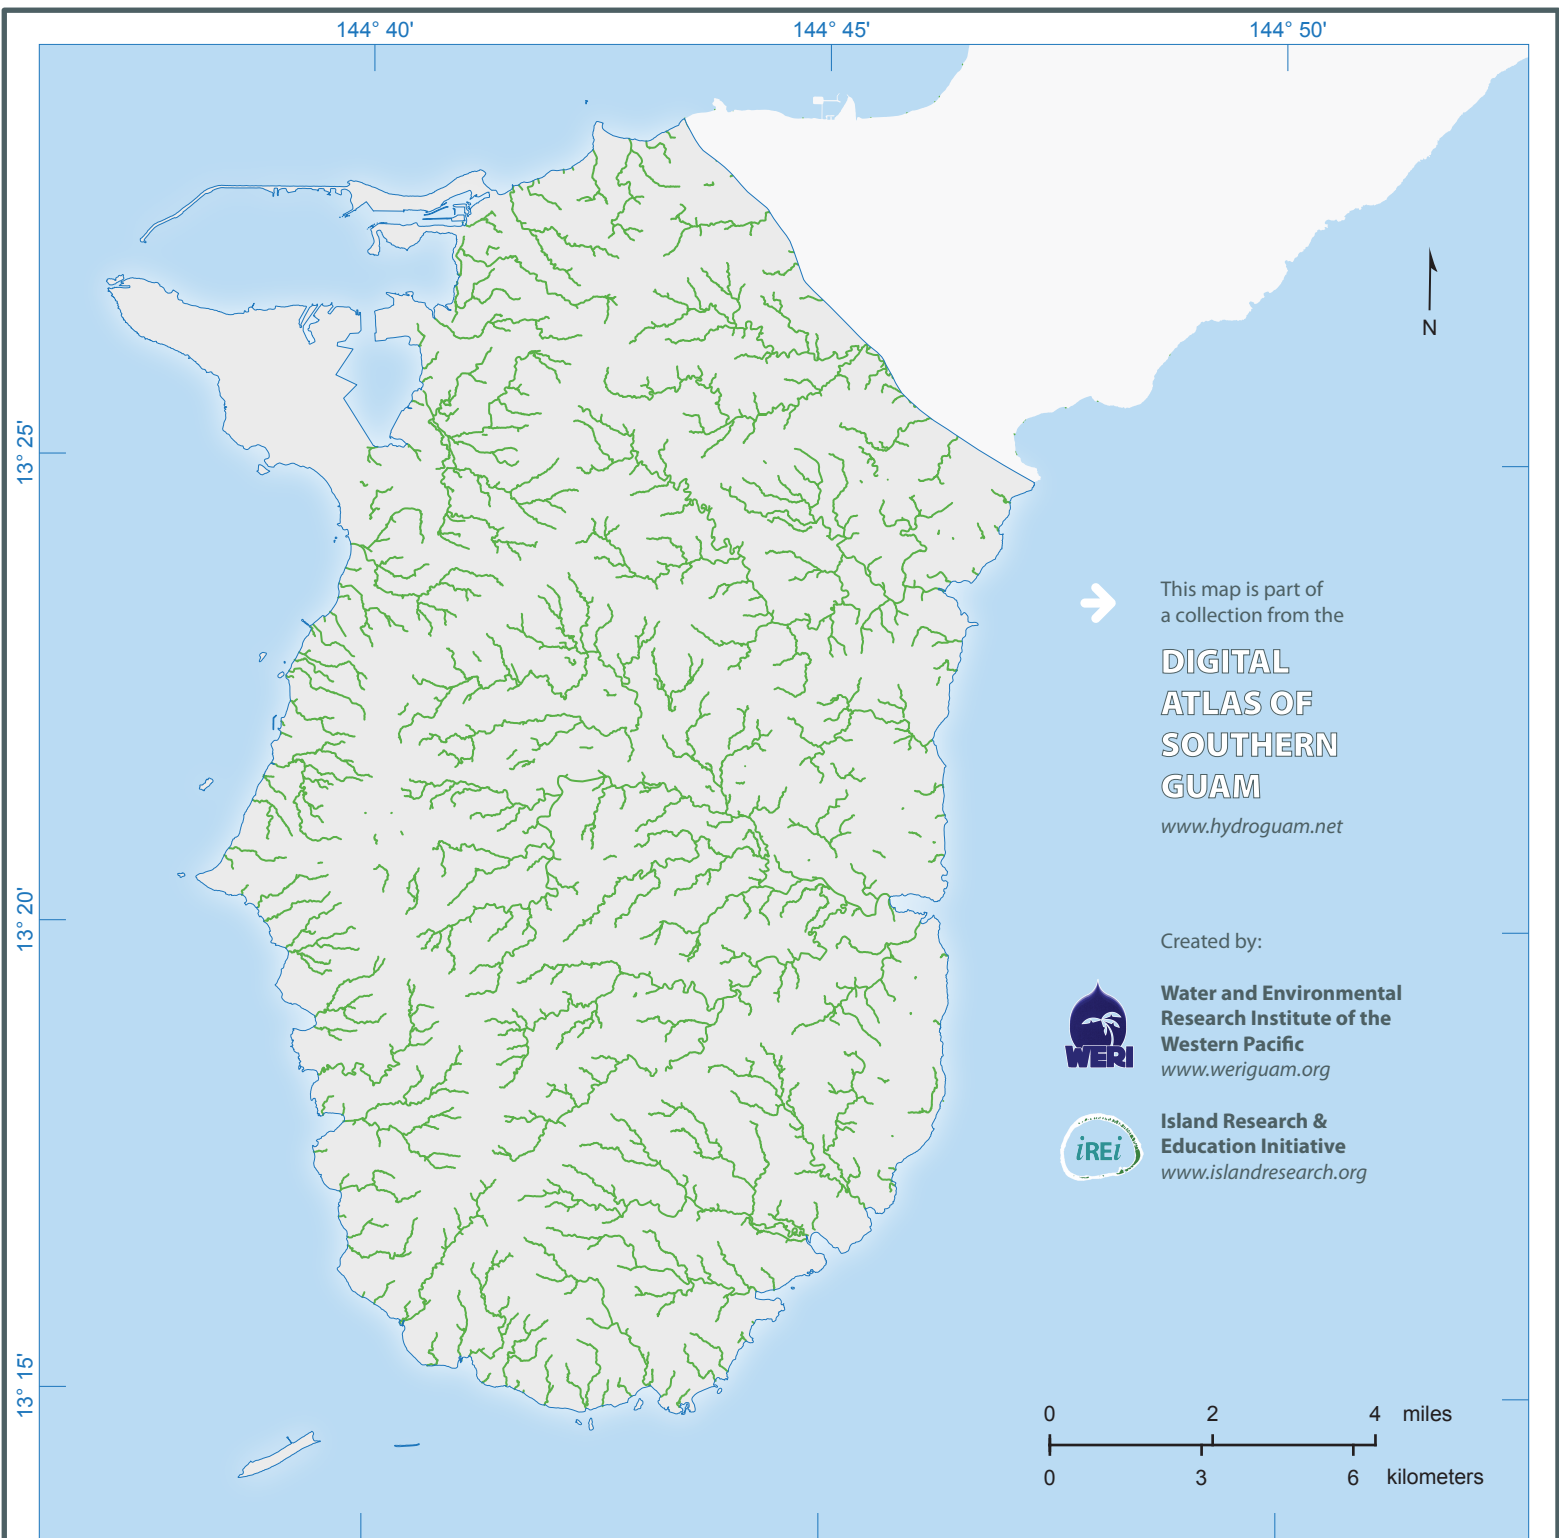 144° 40'
144° 45'
144° 50'
13° 25'
N
This map is part of
a collection from the
DIGITAL
ATLAS OF
SOUTHERN
GUAM
www.hydroguam.net
13° 20'
Created by:
WERI
Water and Environmental
Research Institute of the
Western Pacific
www.weriguam.org
iREi
Island Research &
Education Initiative
www.islandresearch.org
13° 15'
0 2 4 miles
0 3 6 kilometers